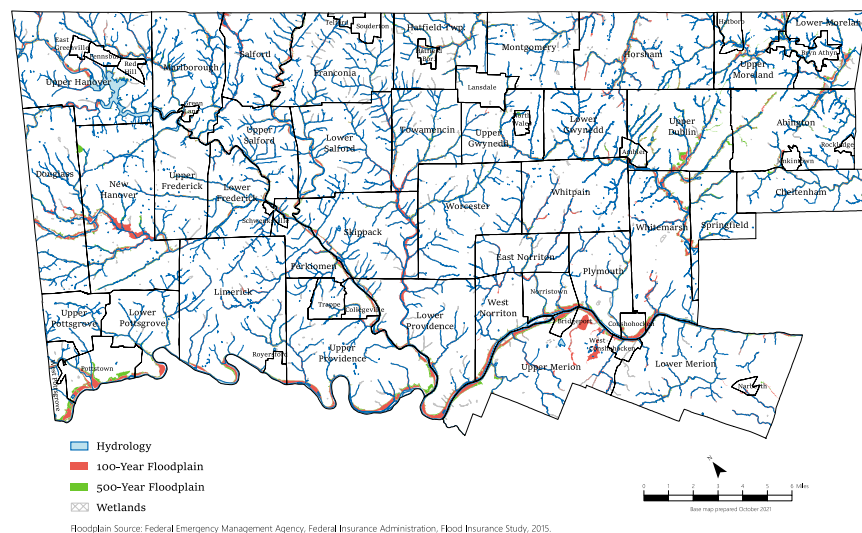 Telford
Souderton
Hatfield Twp.
Hatboro
Lower Moreland
East
Greenville
Pennsburg
Red
Hill
Upper Hanover
Marlborough
Salford
Franconia
Hatfield
Boro
Montgomery
Horsham
Upper
Moreland
Bryn Athyn
Lansdale
Green
Lane
Upper
Salford
Lower
Salford
Towamencin
North
Wales
Upper
Gwynedd
Lower
Gwynedd
Upper
Dublin
Ambler
Abington
Rockledge
Jenkintown
Cheltenham
Douglass
New
Hanover
Upper
Frederick
Lower
Frederick
Schwenksville
Skippack
Worcester
Whitpain
Whitemarsh
Springfield
Perkiomen
East Norriton
Plymouth
Limerick
Trappe
Collegeville
Lower
Providence
West
Norriton
Norristown
Bridgeport
Conshohocken
West
Conshohocken
Upper
Pottsgrove
Lower
Pottsgrove
West Pottsgrove
Pottstown
Royersford
Upper
Providence
Upper Merion
Lower Merion
Narberth
Hydrology
100-Year Floodplain
500-Year Floodplain
Wetlands
N
0 1 2 3 4 5 6 Miles
Base map prepared October 2021
Floodplain Source: Federal Emergency Management Agency, Federal Insurance Administration, Flood Insurance Study, 2015.